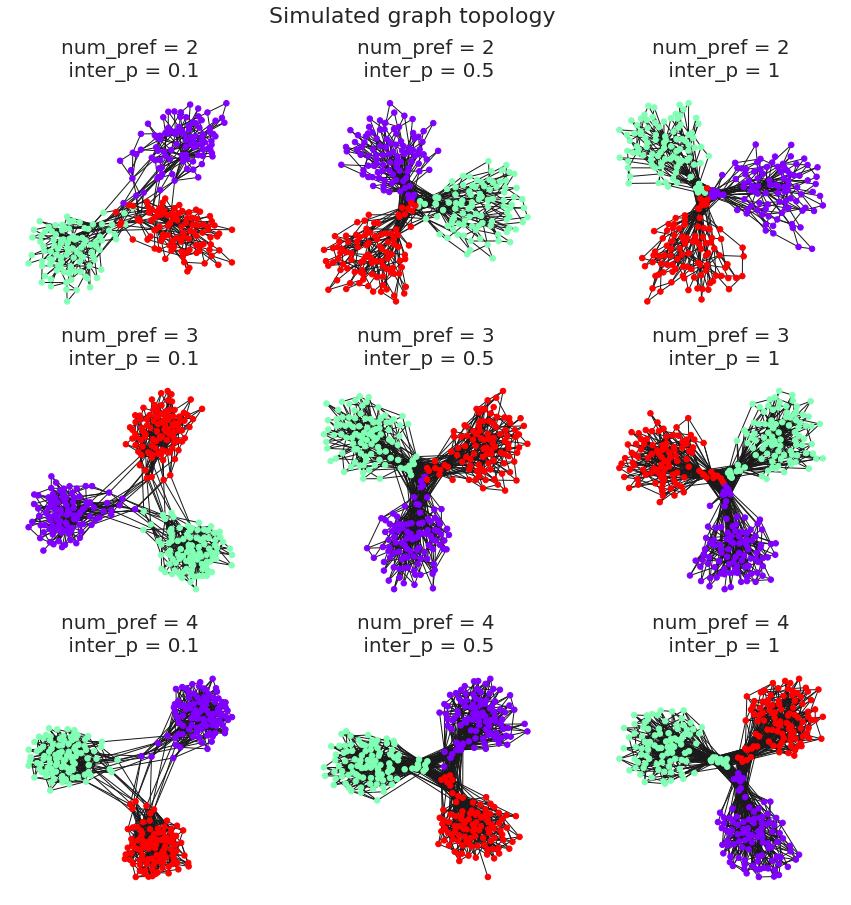 Simulated graph topology
num_pref = 2
inter_p = 0.1
num_pref = 2
inter_p = 0.5
num_pref = 2
inter_p = 1
num_pref = 3
inter_p = 0.1
num_pref = 3
inter_p = 0.5
num_pref = 3
inter_p = 1
num_pref = 4
inter_p = 0.1
num_pref = 4
inter_p = 0.5
num_pref = 4
inter_p = 1